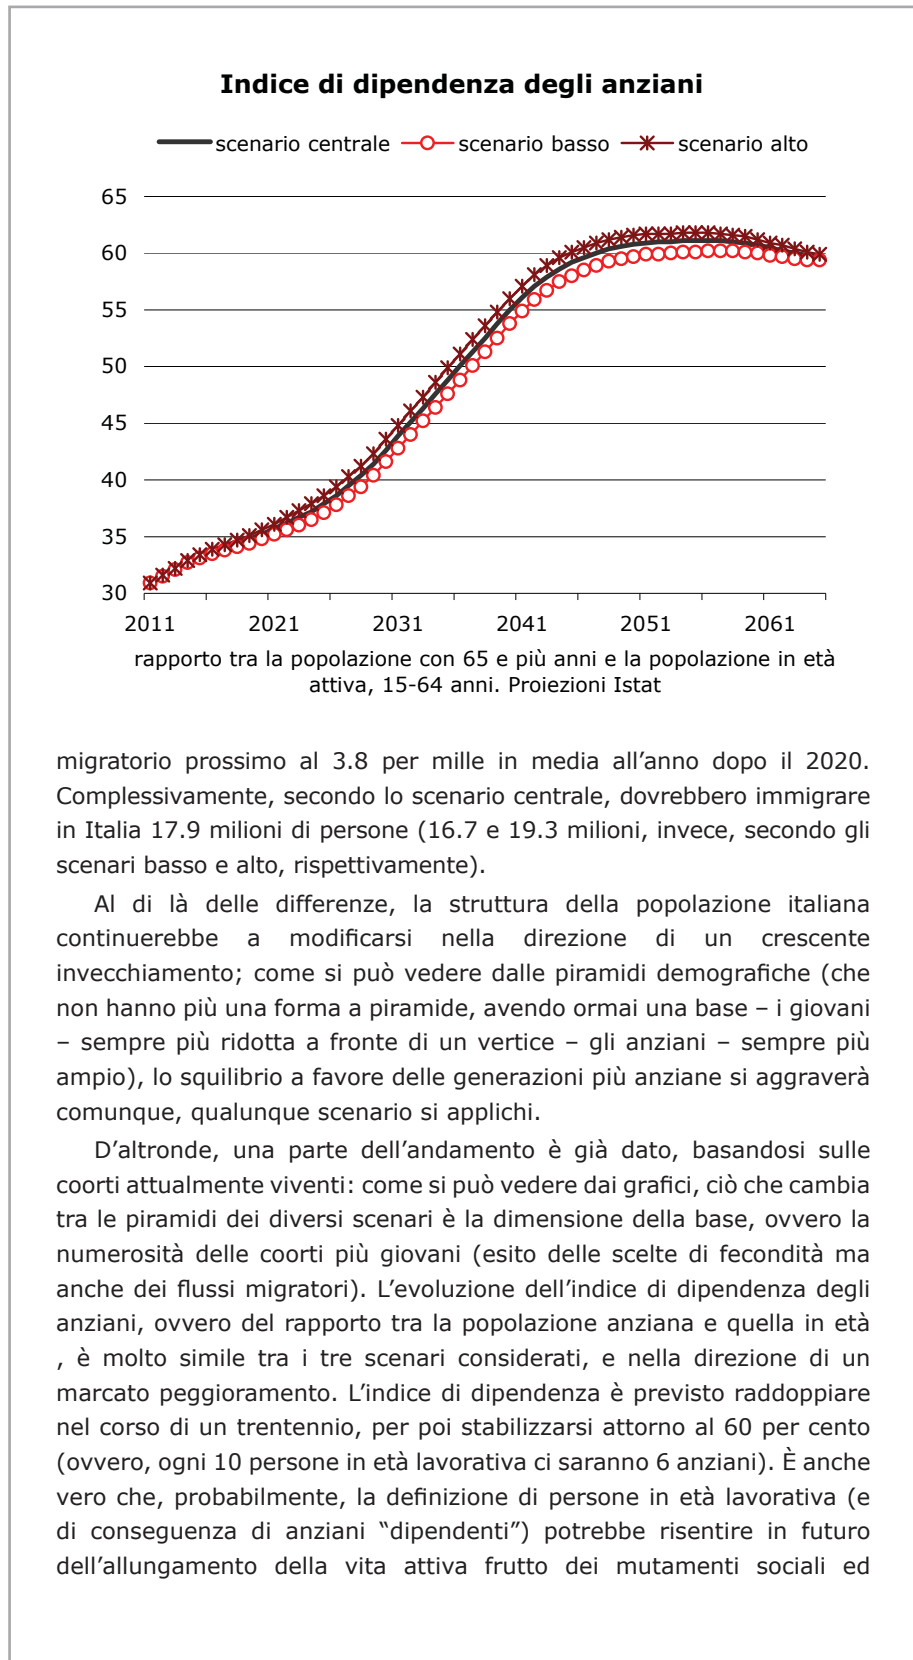 Indice di dipendenza degli anziani
scenario centrale scenario basso scenario alto
65
60
55
50
45
40
35
30
2011 2021 2031 2041 2051 2061
rapporto tra la popolazione con 65 e più anni e la popolazione in età
attiva, 15-64 anni. Proiezioni Istat
migratorio prossimo al 3.8 per mille in media all’anno dopo il 2020.
Complessivamente, secondo lo scenario centrale, dovrebbero immigrare
in Italia 17.9 milioni di persone (16.7 e 19.3 milioni, invece, secondo gli
scenari basso e alto, rispettivamente).
Al di là delle differenze, la struttura della popolazione italiana
continuerebbe a modificarsi nella direzione di un crescente
invecchiamento; come si può vedere dalle piramidi demografiche (che
non hanno più una forma a piramide, avendo ormai una base – i giovani
– sempre più ridotta a fronte di un vertice – gli anziani – sempre più
ampio), lo squilibrio a favore delle generazioni più anziane si aggraverà
comunque, qualunque scenario si applichi.
D’altronde, una parte dell’andamento è già dato, basandosi sulle
coorti attualmente viventi: come si può vedere dai grafici, ciò che cambia
tra le piramidi dei diversi scenari è la dimensione della base, ovvero la
numerosità delle coorti più giovani (esito delle scelte di fecondità ma
anche dei flussi migratori). L’evoluzione dell’indice di dipendenza degli
anziani, ovvero del rapporto tra la popolazione anziana e quella in età
, è molto simile tra i tre scenari considerati, e nella direzione di un
marcato peggioramento. L’indice di dipendenza è previsto raddoppiare
nel corso di un trentennio, per poi stabilizzarsi attorno al 60 per cento
(ovvero, ogni 10 persone in età lavorativa ci saranno 6 anziani). È anche
vero che, probabilmente, la definizione di persone in età lavorativa (e
di conseguenza di anziani “dipendenti”) potrebbe risentire in futuro
dell’allungamento della vita attiva frutto dei mutamenti sociali ed